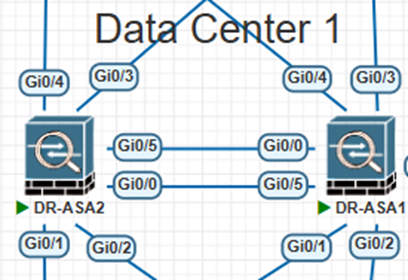 Data Center 1
Gi0/4
Gi0/3
Gi0/4
Gi0/3
Gi0/5
Gi0/0
Gi0/0
Gi0/5
DR-ASA2
DR-ASA1
Gi0/1
Gi0/2
Gi0/1
Gi0/2